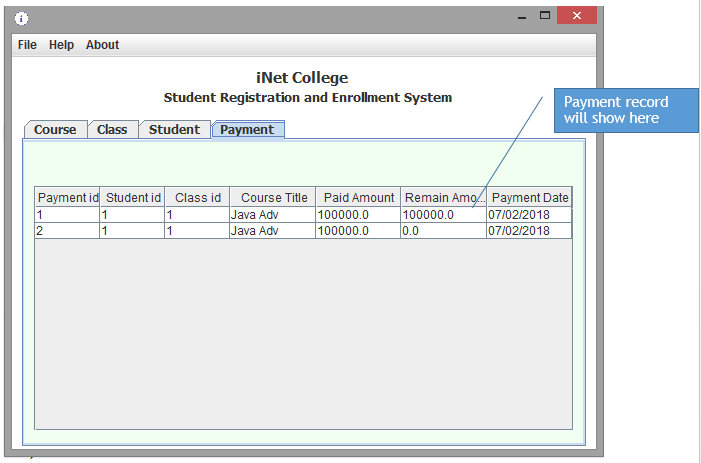 i
File Help About
iNet College
Student Registration and Enrollment System
Payment record
will show here
Course Class Student Payment
Payment id Student id Class id Course Title Paid Amount Remain Amo... Payment Date
1 1 1 Java Adv 100000.0 100000.0 07/02/2018
2 1 1 Java Adv 100000.0 0.0 07/02/2018